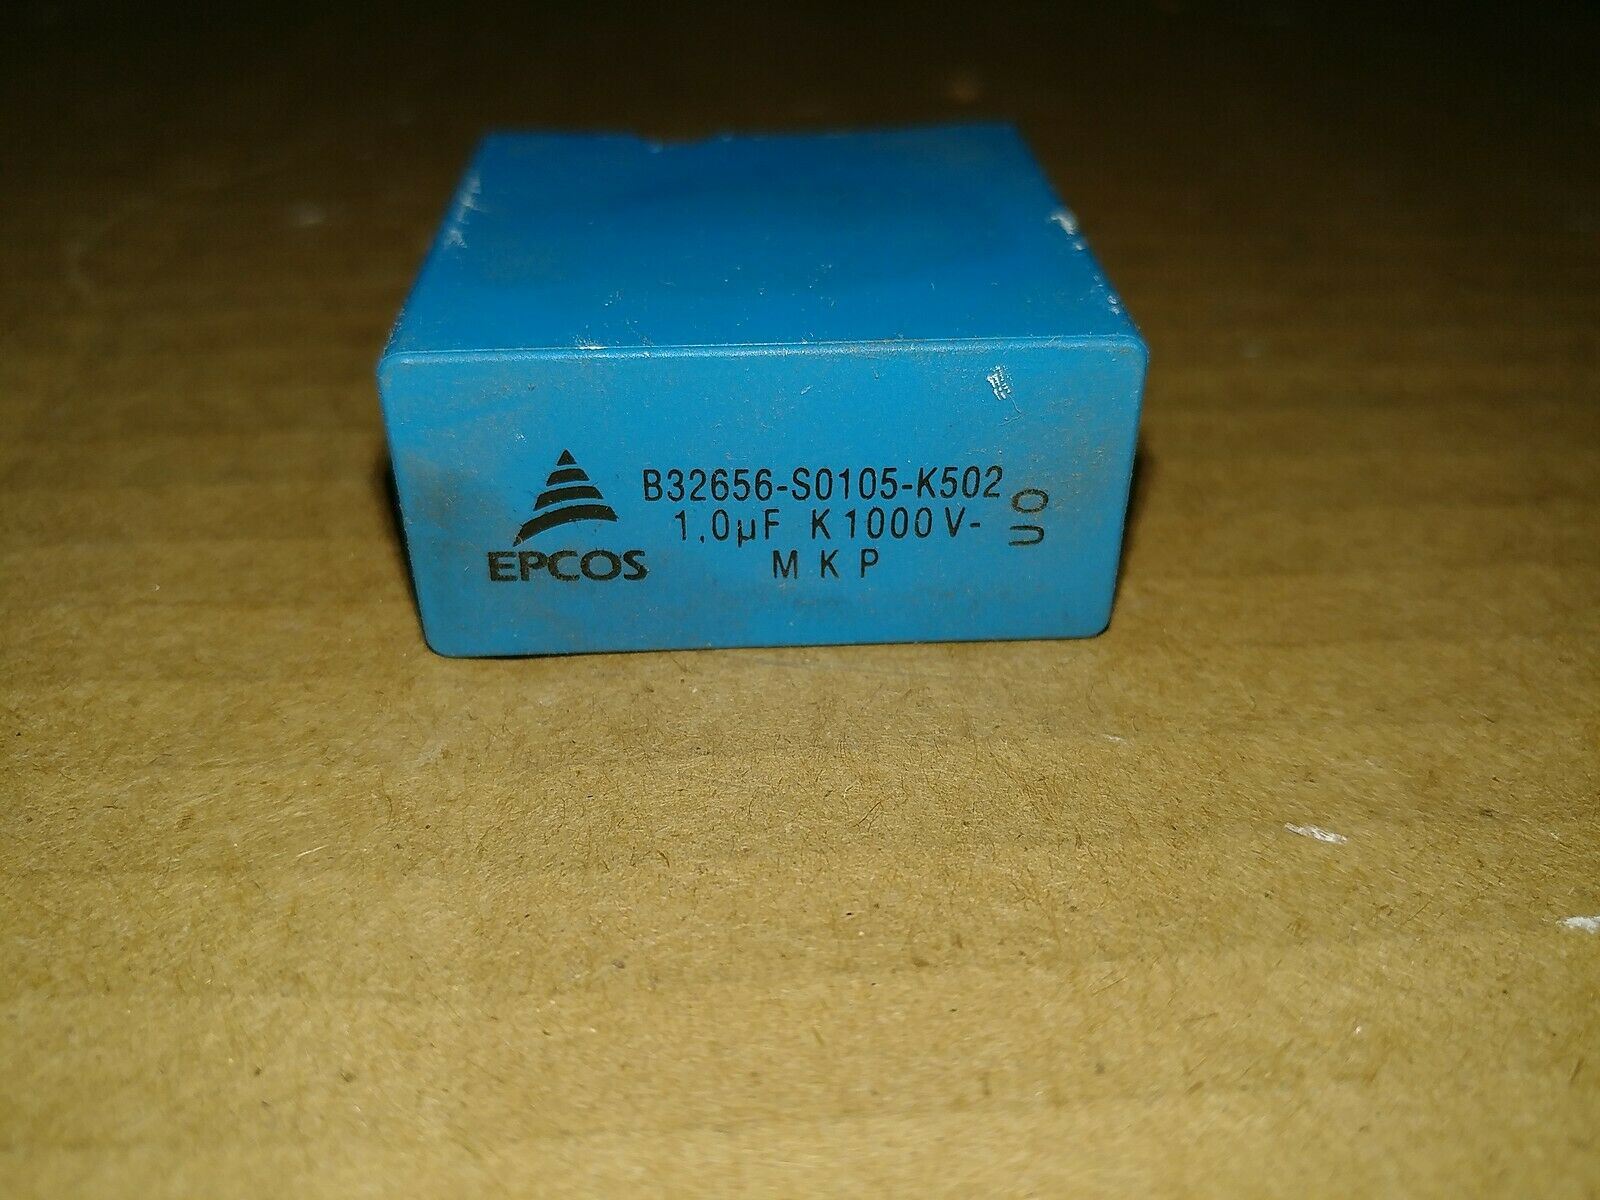 B32656-S0105-K502
1,0µF K1000V-
MKP
EPCOS
UO